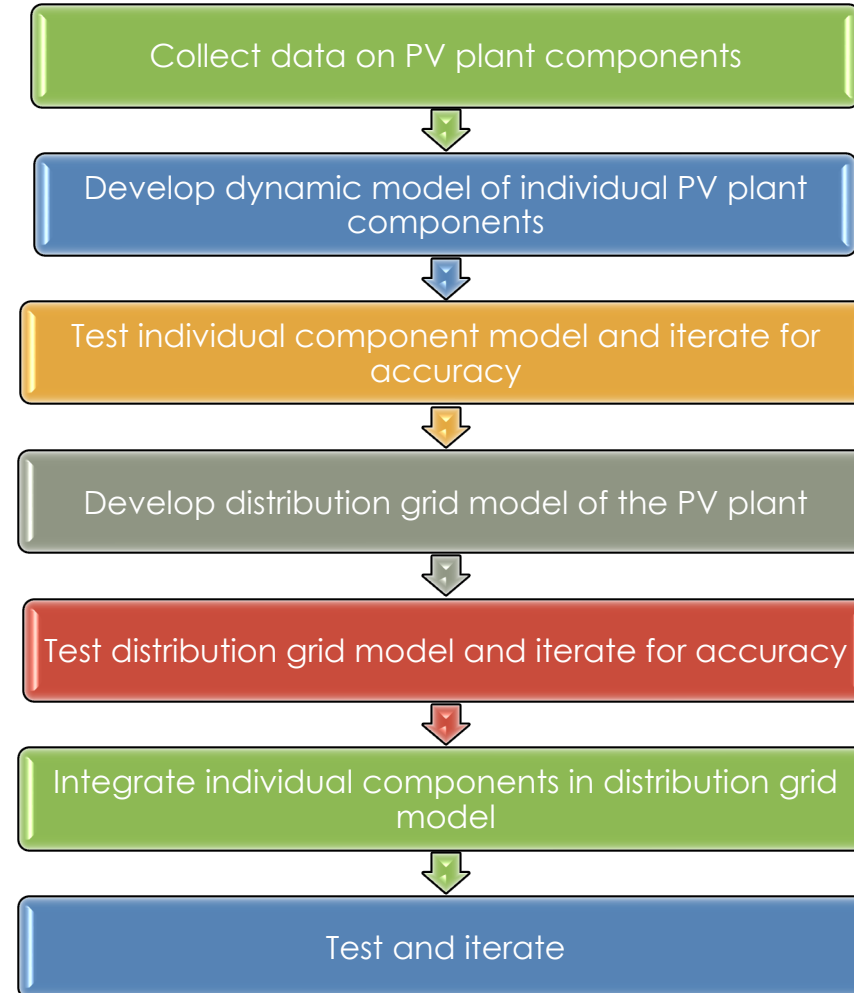 Collect data on PV plant components
Develop dynamic model of individual PV plant
components
Test individual component model and iterate for
accuracy
Develop distribution grid model of the PV plant
Test distribution grid model and iterate for accuracy
Integrate individual components in distribution grid
model
Test and iterate